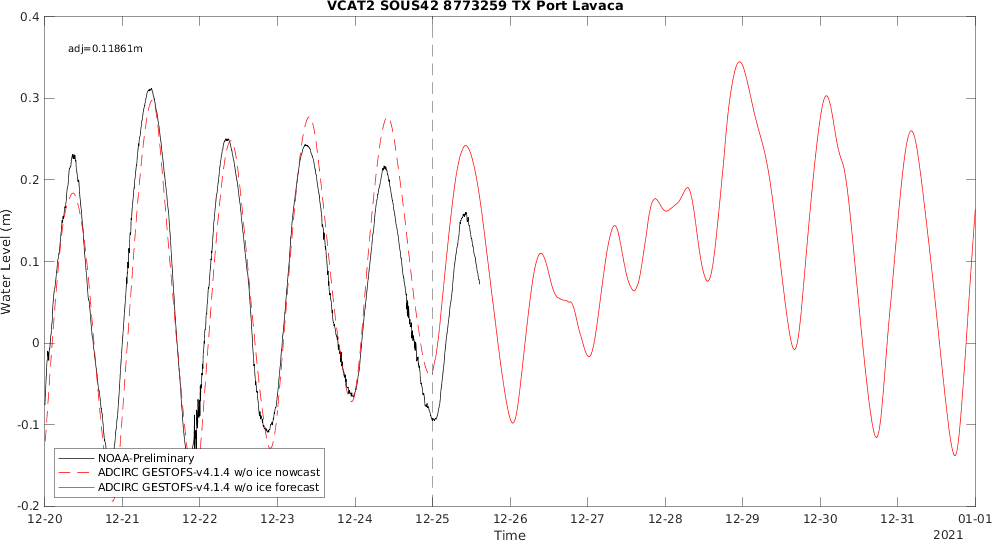 VCAT2 SOUS42 8773259 TX Port Lavaca
adj=0.11861m
Water Level (m)
0.4
0.3
0.2
0.1
0
-0.1
-0.2
NOAA-Preliminary
ADCIRC GESTOFS-v4.1.4 w/o ice nowcast
ADCIRC GESTOFS-v4.1.4 w/o ice forecast
12-20 12-21 12-22 12-23 12-24 12-25 12-26 12-27 12-28 12-29 12-30 12-31 01-01
Time
2021